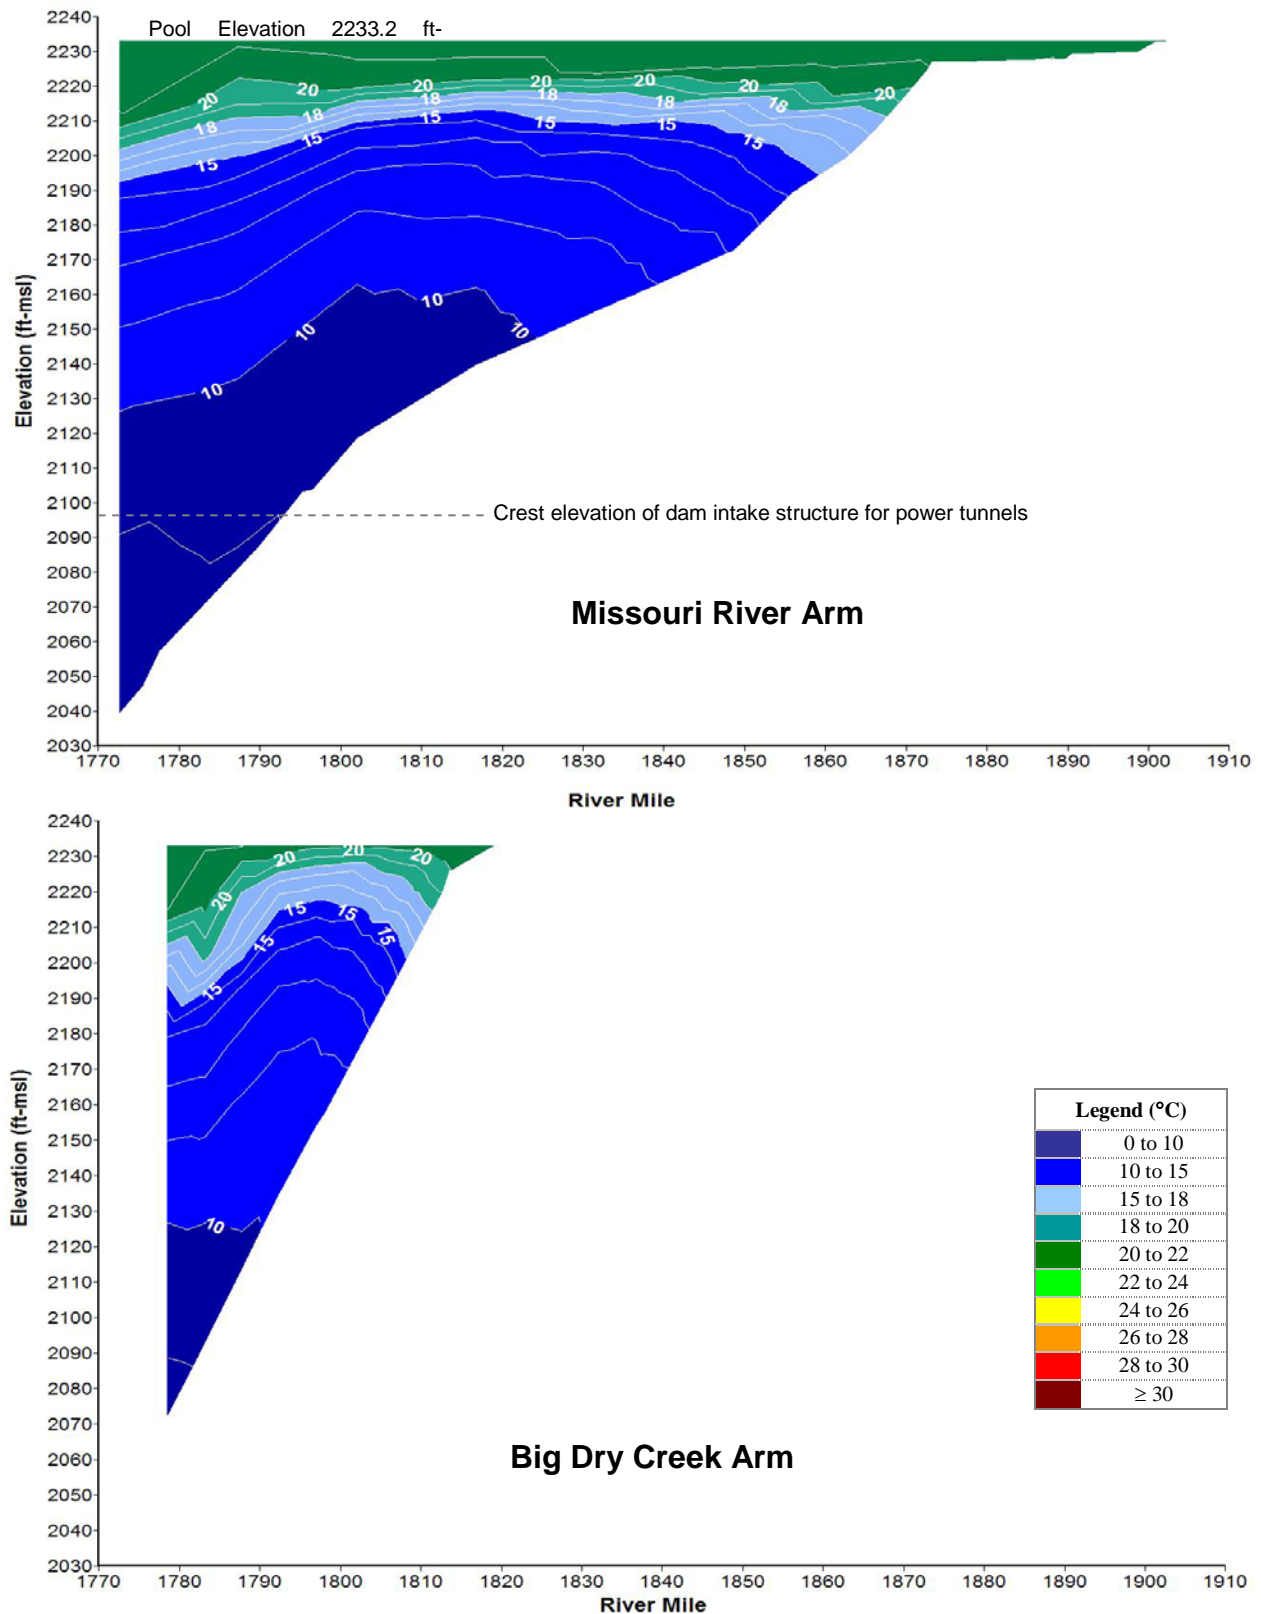 Pool Elevation 2233.2 ft-
2240
2230
2220
2210
2200
2190
2180
2170
2160
2150
2140
2130
2120
2110
2100
2090
2080
2070
2060
2050
2040
2030
Elevation (ft-msl)
20 20 20 20 20 20 20
18 18 18 18 18 18
15 15 15 15 15 15
10 10 10 10
Crest elevation of dam intake structure for power tunnels
Missouri River Arm
1770 1780 1790 1800 1810 1820 1830 1840 1850 1860 1870 1880 1890 1900 1910
River Mile
2240
2230
2220
2210
2200
2190
2180
2170
2160
2150
2140
2130
2120
2110
2100
2090
2080
2070
2060
2050
2040
2030
Elevation (ft-msl)
20 20 20 20
15 15 15 15 15
10
Legend (°C)
0 to 10
10 to 15
15 to 18
18 to 20
20 to 22
22 to 24
24 to 26
26 to 28
28 to 30
≥ 30
Big Dry Creek Arm
1770 1780 1790 1800 1810 1820 1830 1840 1850 1860 1870 1880 1890 1900 1910
River Mile